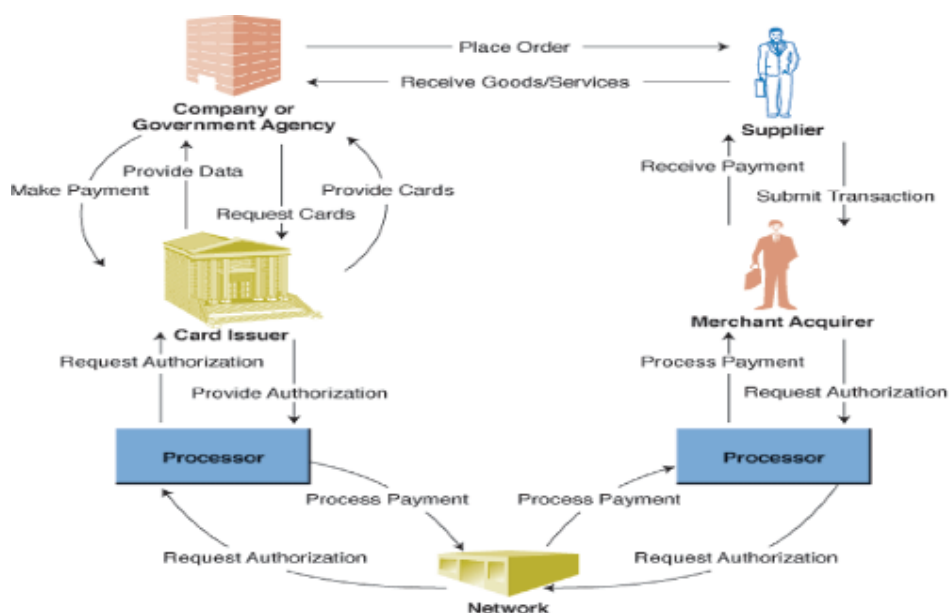 Place Order
Receive Goods/Services
Company or
Government Agency
Supplier
Provide Data
Receive Payment
Make Payment
Provide Cards
Submit Transaction
Request Cards
Card Issuer
Merchant Acquirer
Request Authorization
Process Payment
Provide Authorization
Request Authorization
Processor
Processor
Process Payment
Process Payment
Request Authorization
Request Authorization
Network